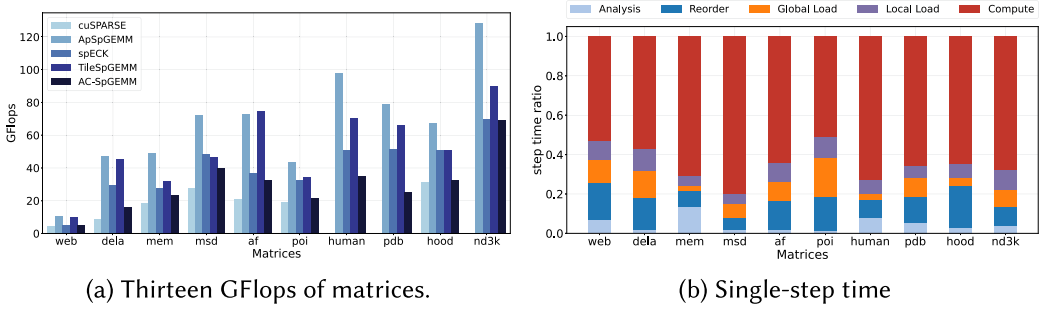 cuSPARSE
ApSpGEMM
spECK
TileSpGEMM
AC-SpGEMM
GFlops
120
100
80
60
40
20
0
web dela mem msd af poi human pdb hood nd3k
Matrices
(a) Thirteen GFlops of matrices.
Analysis Reorder Global Load Local Load Compute
step time ratio
1.0
0.8
0.6
0.4
0.2
0.0
web dela mem msd af poi human pdb hood nd3k
Matrices
(b) Single-step time